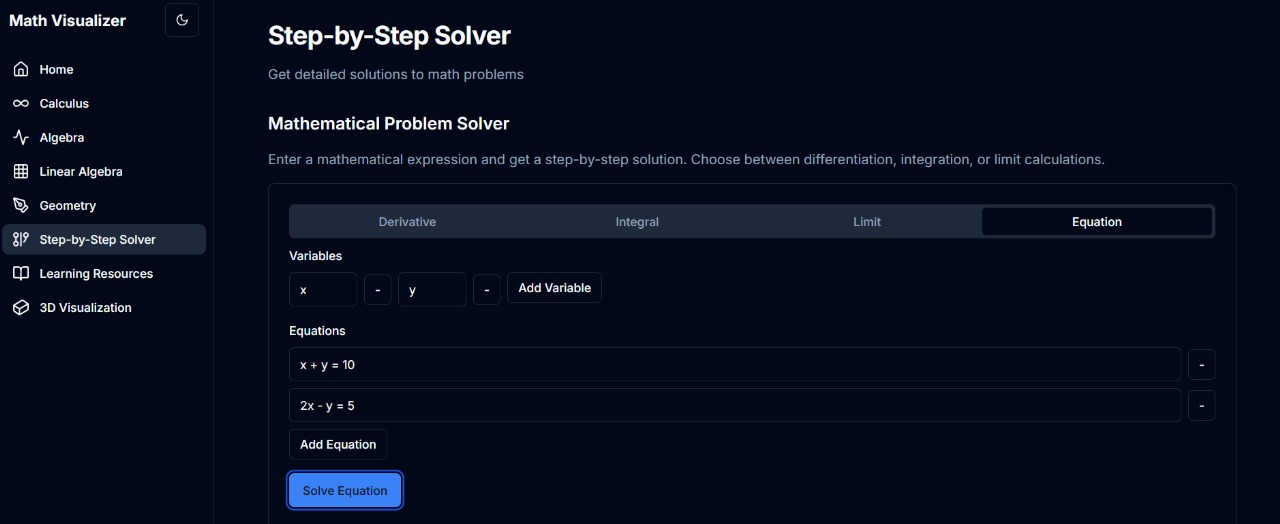 Math Visualizer
Home
Calculus
Algebra
Linear Algebra
Geometry
Step-by-Step Solver
Learning Resources
3D Visualization
Step-by-Step Solver
Get detailed solutions to math problems
Mathematical Problem Solver
Enter a mathematical expression and get a step-by-step solution. Choose between differentiation, integration, or limit calculations.
Derivative Integral Limit Equation
Variables
x - y - Add Variable
Equations
x + y = 10 -
2x - y = 5 -
Add Equation
Solve Equation